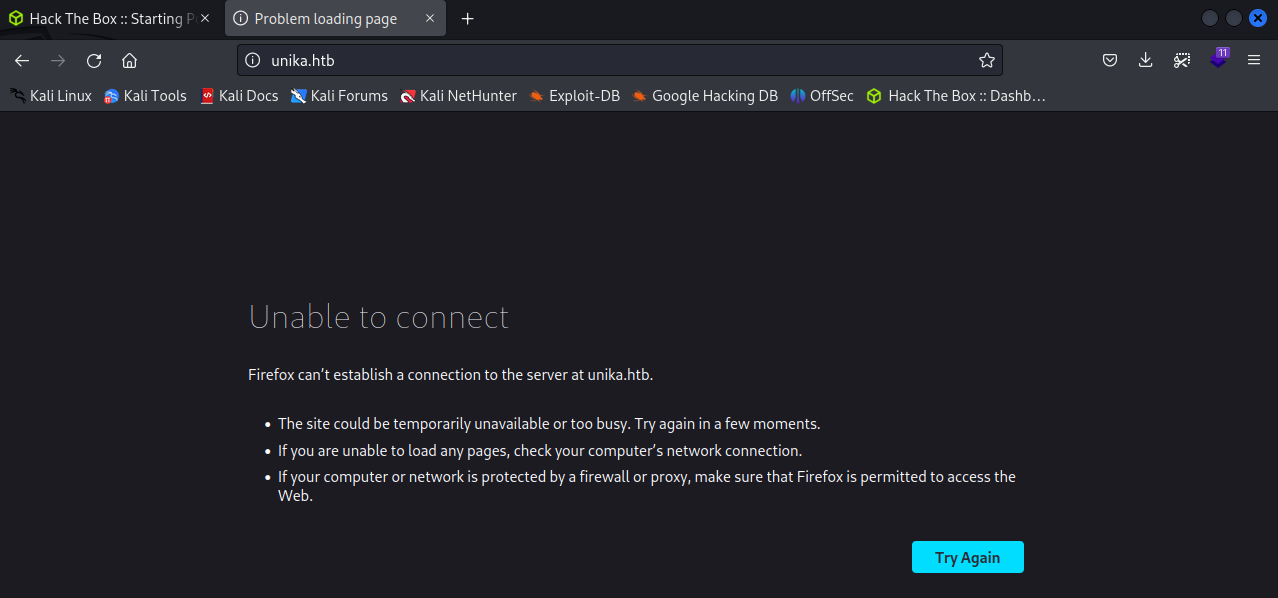 Hack The Box :: Starting P
Problem loading page
unika.htb
11
Kali Linux Kali Tools Kali Docs Kali Forums Kali NetHunter Exploit-DB Google Hacking DB OffSec Hack The Box :: Dashb...
Unable to connect
Firefox can't establish a connection to the server at unika.htb.
• The site could be temporarily unavailable or too busy. Try again in a few moments.
• If you are unable to load any pages, check your computer's network connection.
• If your computer or network is protected by a firewall or proxy, make sure that Firefox is permitted to access the
Web.
Try Again